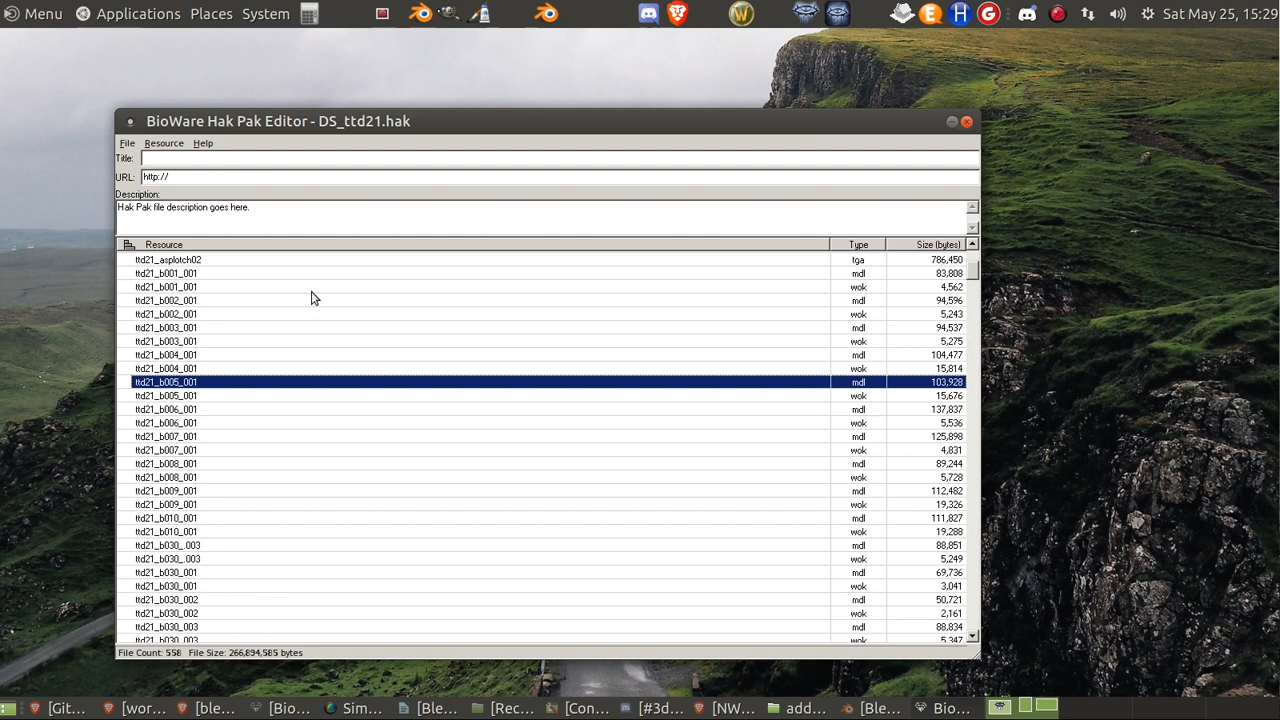 Menu Applications Places System Sat May 25, 15:29
BioWare Hak Pak Editor - DS_ttd21.hak
File Resource Help
Title:
URL: http://
Description:
Hak Pak file description goes here.
Resource Type Size (bytes)
ttd21_asplotch02 tga 786,450
ttd21_b001_001 mdl 83,808
ttd21_b001_001 wok 4,562
ttd21_b002_001 mdl 94,596
ttd21_b002_001 wok 5,243
ttd21_b003_001 mdl 94,537
ttd21_b003_001 wok 5,275
ttd21_b004_001 mdl 104,477
ttd21_b004_001 wok 15,814
ttd21_b005_001 mdl 103,928
ttd21_b005_001 wok 15,676
ttd21_b006_001 mdl 137,837
ttd21_b006_001 wok 5,536
ttd21_b007_001 mdl 125,898
ttd21_b007_001 wok 4,831
ttd21_b008_001 mdl 89,244
ttd21_b008_001 wok 5,728
ttd21_b009_001 mdl 112,482
ttd21_b009_001 wok 19,326
ttd21_b010_001 mdl 111,827
ttd21_b010_001 wok 19,288
ttd21_b030_.003 mdl 88,851
ttd21_b030_.003 wok 5,249
ttd21_b030_001 mdl 69,736
ttd21_b030_001 wok 3,041
ttd21_b030_002 mdl 50,721
ttd21_b030_002 wok 2,161
ttd21_b030_003 mdl 88,834
ttd21_b030_003 wok 5,347
File Count: 558 File Size: 266,894,585 bytes
[Git... [wor... [ble... [Bio... Sim... [Ble... [Rec... [Con... [#3d... [NW... add... [Ble... Bio...